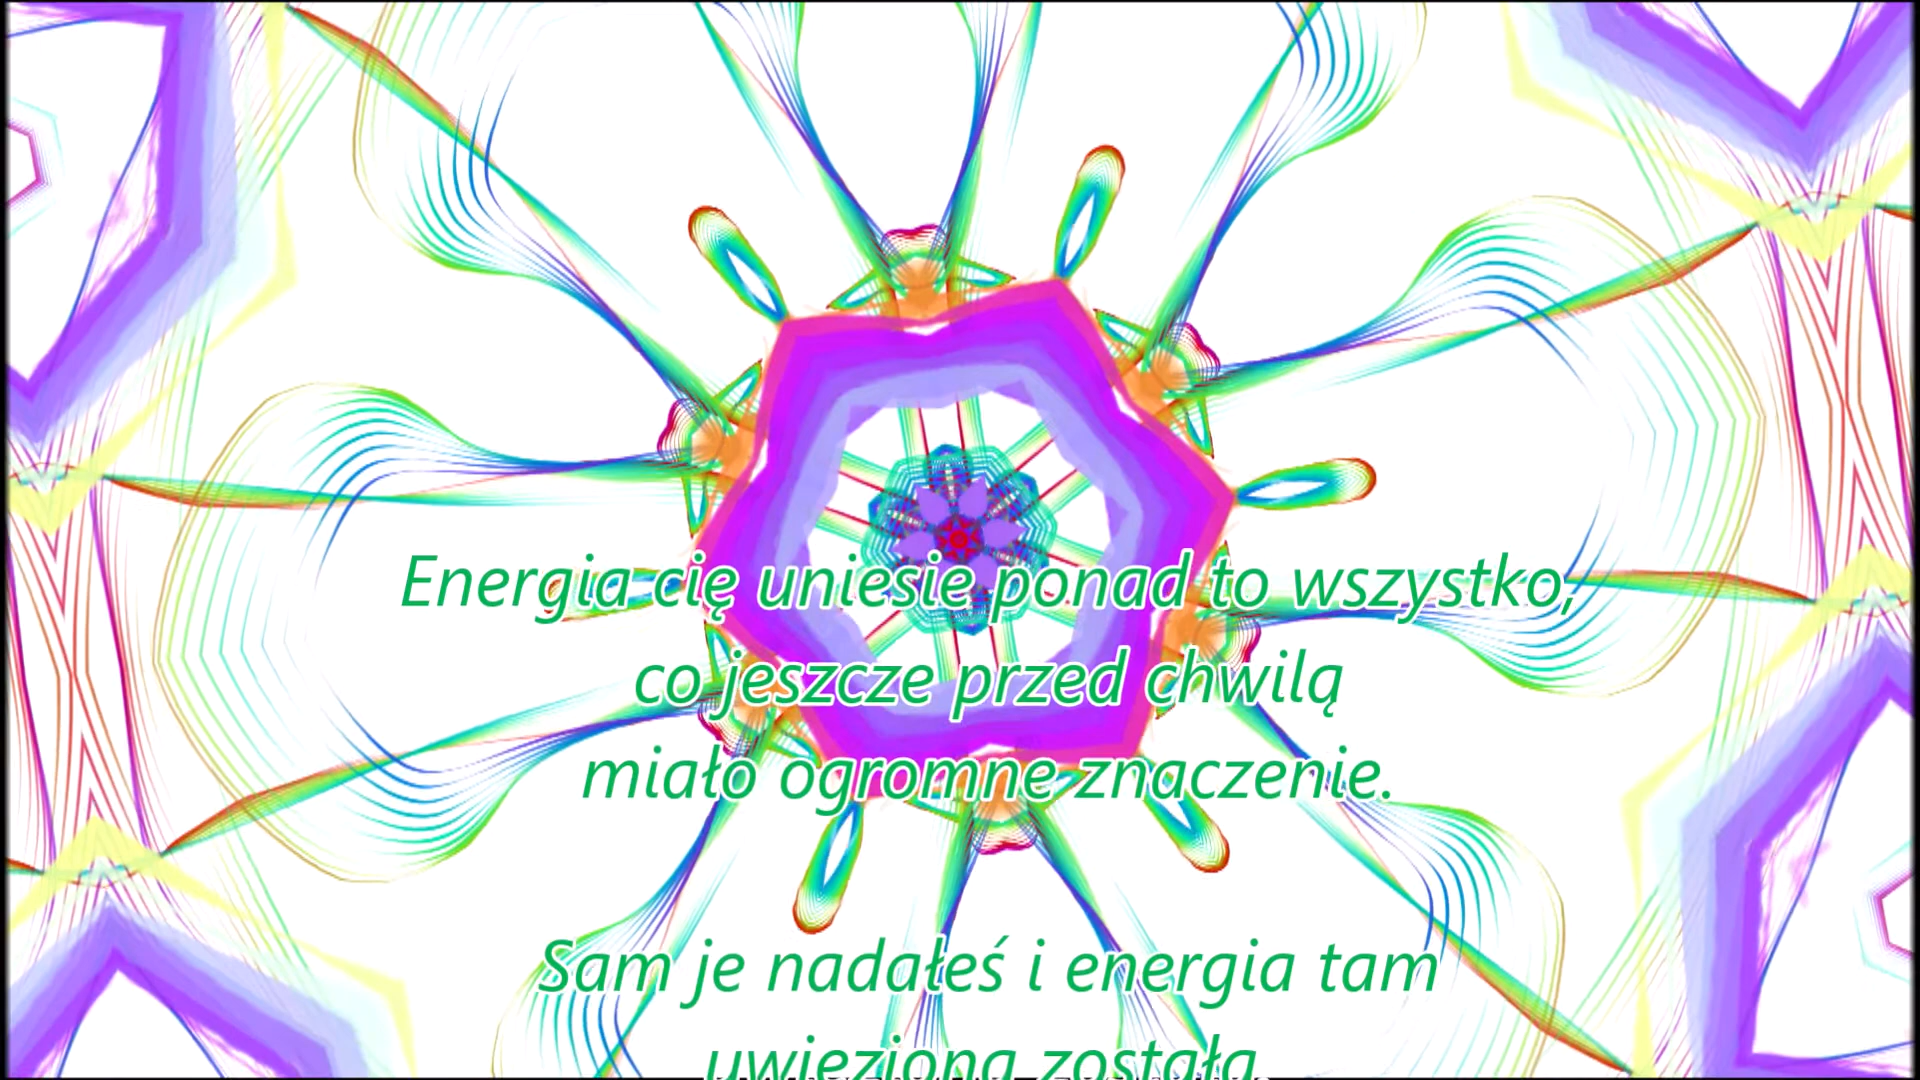 Energia cię uniesie ponad to wszystko,
co jeszcze przed chwilą
miało ogromne znaczenie.
Sam je nadałeś i energia tam
uwięziona została